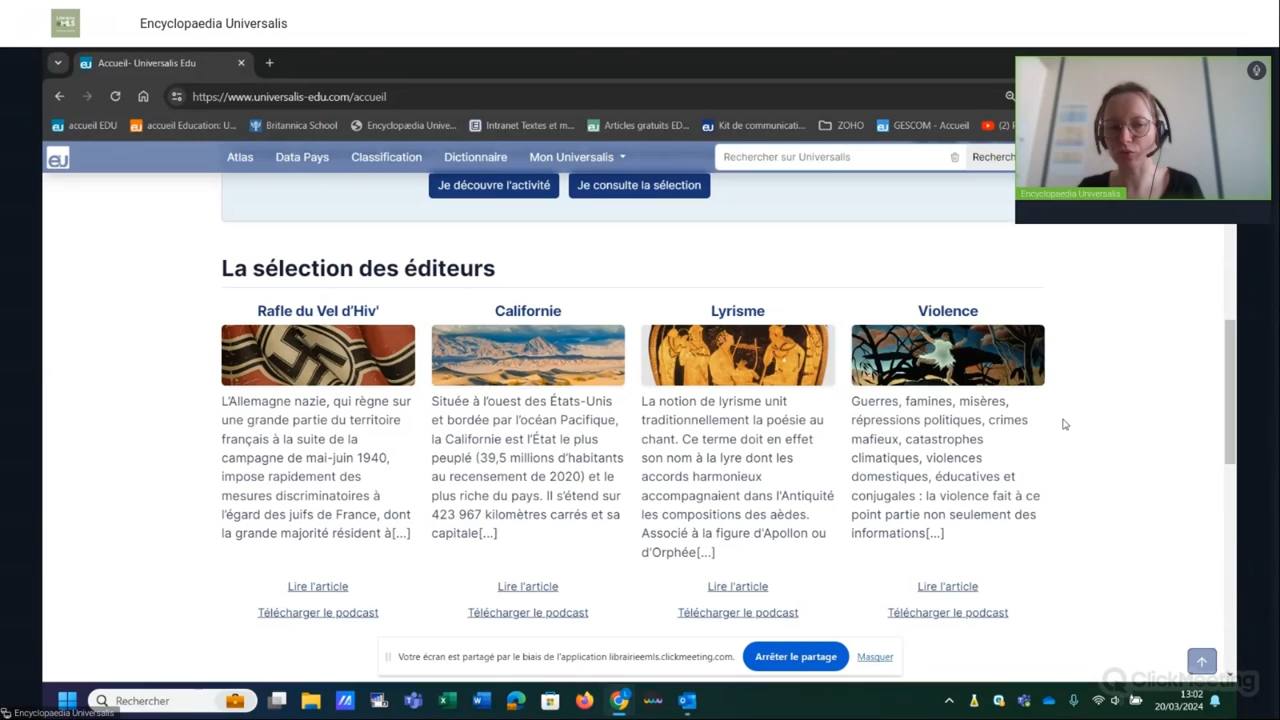 Encyclopaedia Universalis
Accueil- Universalis Edu
https://www.universalis-edu.com/accueil
accueil EDU
accueil Education: U...
Britannica School
Encyclopædia Unive...
Intranet Textes et m...
Articles gratuits ED...
Kit de communicati...
ZOHO
GESCOM - Accueil
eu
Atlas
Data Pays
Classification
Dictionnaire
Mon Universalis
Rechercher sur Universalis
Recherch
Encyclopaedia Universalis
Je découvre l'activité
Je consulte la sélection
La sélection des éditeurs
Rafle du Vel d’Hiv'
L’Allemagne nazie, qui règne sur
une grande partie du territoire
français à la suite de la
campagne de mai-juin 1940,
impose rapidement des
mesures discriminatoires à
l’égard des juifs de France, dont
la grande majorité résident à[...]
Lire l'article
Télécharger le podcast
Californie
Située à l’ouest des États-Unis
et bordée par l’océan Pacifique,
la Californie est l’État le plus
peuplé (39,5 millions d’habitants
au recensement de 2020) et le
plus riche du pays. Il s’étend sur
423 967 kilomètres carrés et sa
capitale[...]
Lire l'article
Télécharger le podcast
Lyrisme
La notion de lyrisme unit
traditionnellement la poésie au
chant. Ce terme doit en effet
son nom à la lyre dont les
accords harmonieux
accompagnaient dans l'Antiquité
les compositions des aèdes.
Associé à la figure d'Apollon ou
d'Orphée[...]
Lire l'article
Télécharger le podcast
Violence
Guerres, famines, misères,
répressions politiques, crimes
mafieux, catastrophes
climatiques, violences
domestiques, éducatives et
conjugales : la violence fait à ce
point partie non seulement des
informations[...]
Lire l'article
Télécharger le podcast
Votre écran est partagé par le biais de l'application librairieemls.clickmeeting.com.
Arrêter le partage
Masquer
ClickMeeting
Rechercher
13:02
20/03/2024
Encyclopaedia Universalis